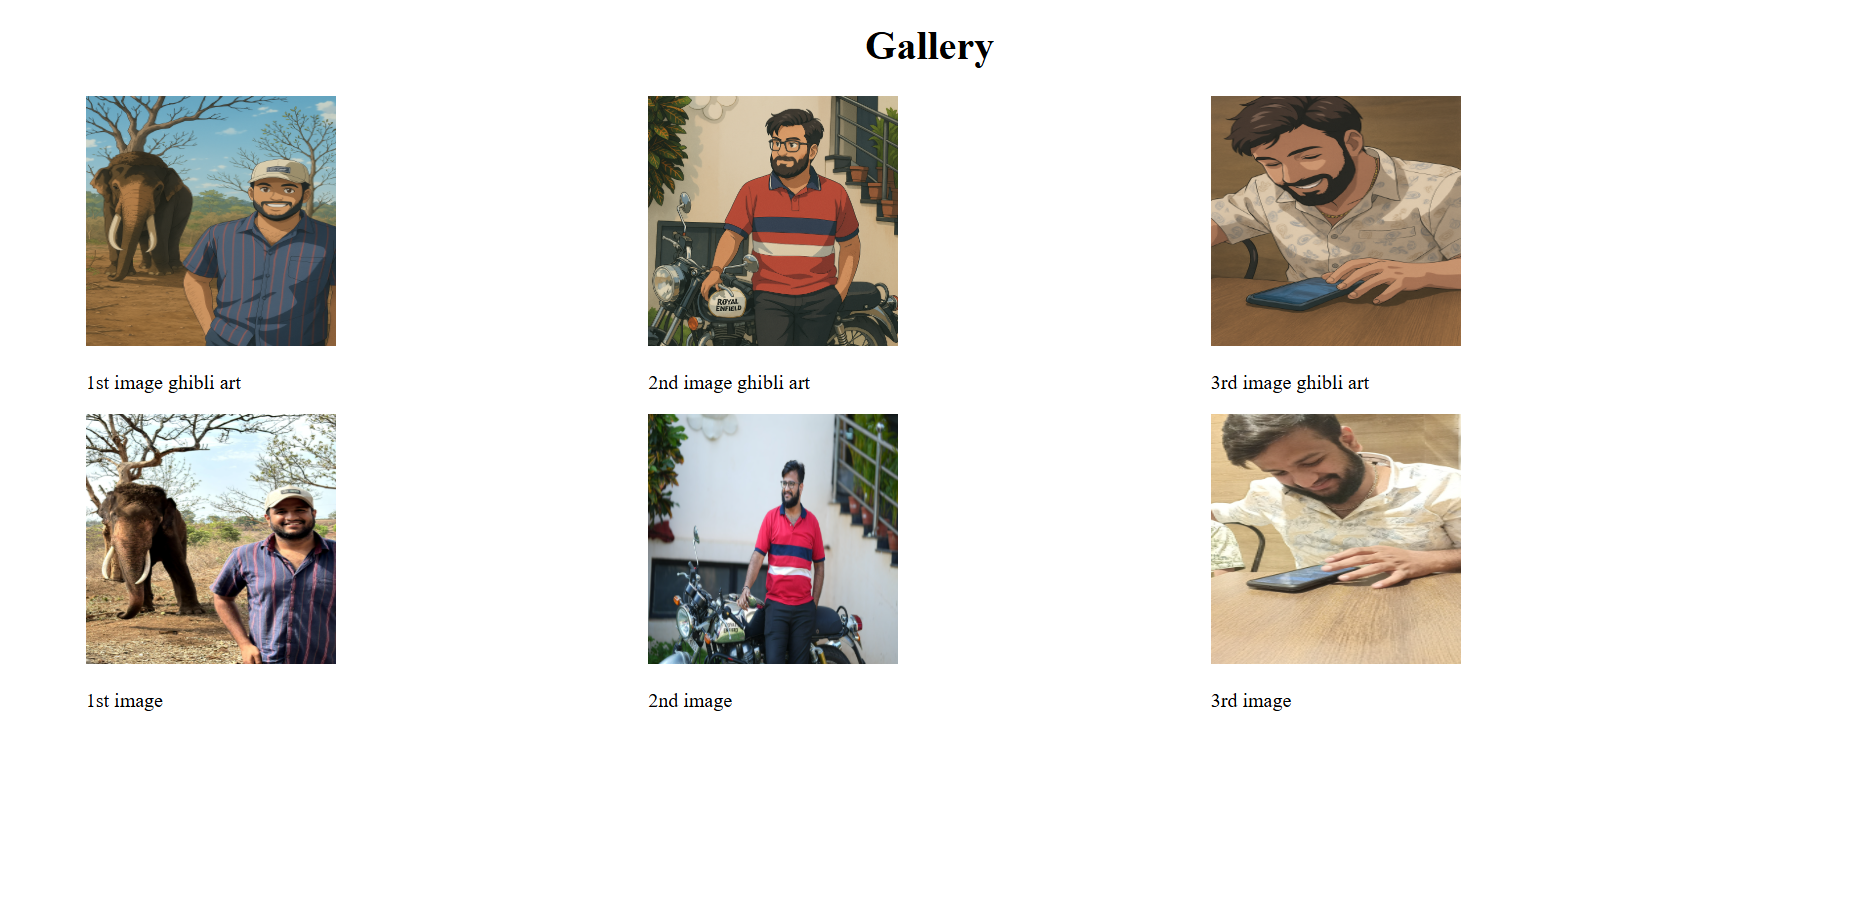 Gallery
ROYAL
ENFIELD
1st image ghibli art
2nd image ghibli art
3rd image ghibli art
1st image
2nd image
3rd image